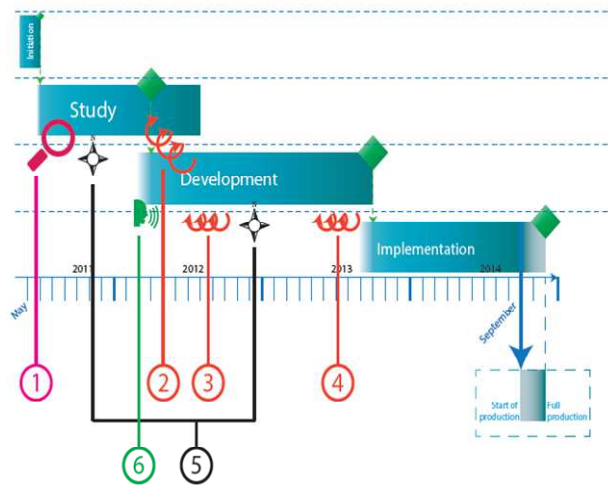 Initiation
Study
N
Development
N
Implementation
2011 2012 2013 2014
May
September
1 2 3 4
Start of production
Full production
6 5